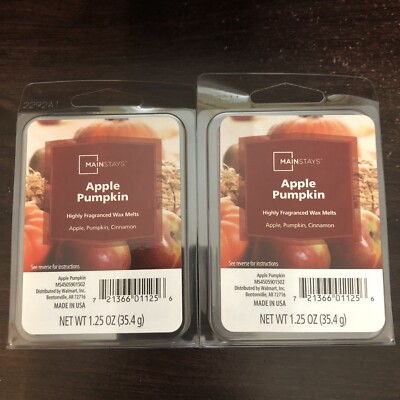 2292A1
MAINSTAYS
Apple
Pumpkin
Highly Fragranced Wax Melts
Apple, Pumpkin, Cinnamon
See reverse for instructions
Apple Pumpkin
MS4505901502
Distributed by Walmart, Inc.
Bentonville, AR 72716
MADE IN USA
7 21366 01125 6
NET WT 1.25 OZ (35.4 g)
MAINSTAYS
Apple
Pumpkin
Highly Fragranced Wax Melts
Apple, Pumpkin, Cinnamon
See reverse for instructions
Apple Pumpkin
MS4505901502
Distributed by Walmart, Inc.
Bentonville, AR 72716
MADE IN USA
7 21366 01125 6
NET WT 1.25 OZ (35.4 g)